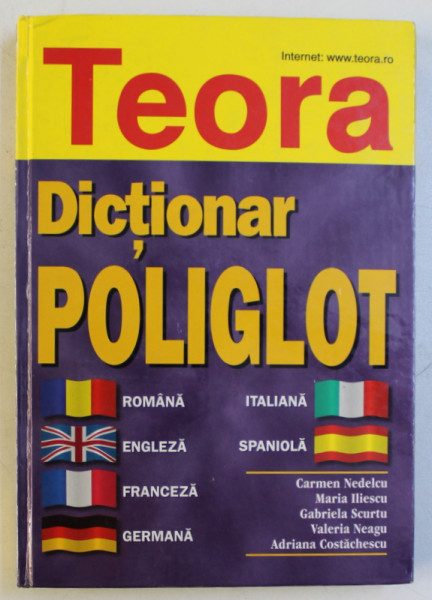 Internet: www.teora.ro
Teora
Dicționar
POLIGLOT
ROMÂNĂ
ENGLEZĂ
FRANCEZĂ
GERMANĂ
ITALIANĂ
SPANIOLĂ
Carmen Nedelcu
Maria Iliescu
Gabriela Scurtu
Valeria Neagu
Adriana Costăchescu